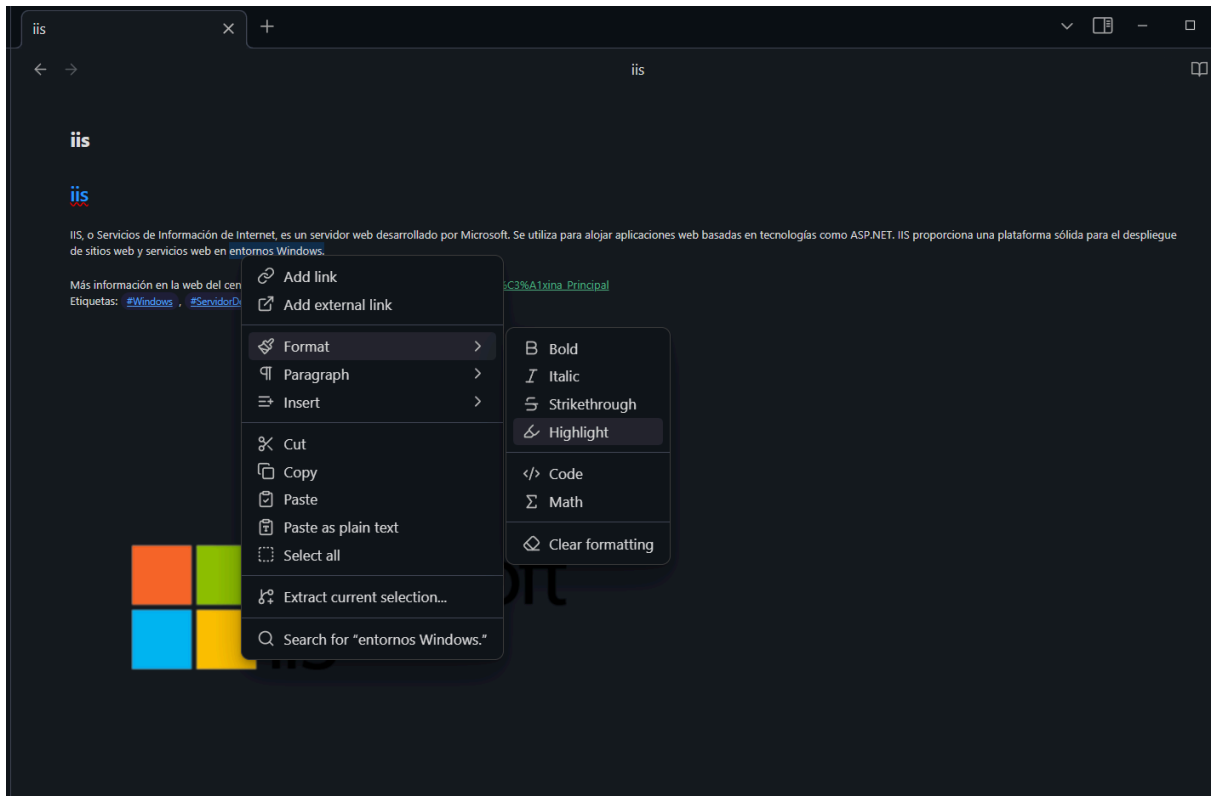 iis
iis
iis
iis
IIS, o Servicios de Información de Internet, es un servidor web desarrollado por Microsoft. Se utiliza para alojar aplicaciones web basadas en tecnologías como ASP.NET. IIS proporciona una plataforma sólida para el despliegue
de sitios web y servicios web en entornos Windows.
Más información en la web del cen %C3%A1xina_Principal
Etiquetas: #Windows , #ServidorD
Add link
Add external link
Format
Paragraph
Insert
Cut
Copy
Paste
Paste as plain text
Select all
Extract current selection...
Search for “entornos Windows.”
Bold
Italic
Strikethrough
Highlight
Code
Math
Clear formatting